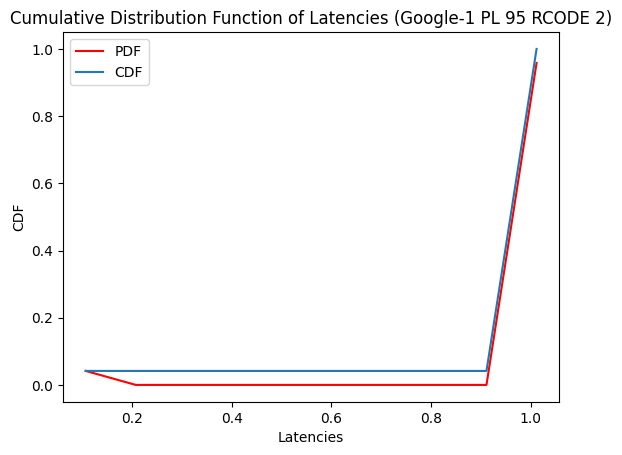 Cumulative Distribution Function of Latencies (Google-1 PL 95 RCODE 2)
PDF
CDF
1.0
0.8
0.6
0.4
0.2
0.0
CDF
0.2 0.4 0.6 0.8 1.0
Latencies